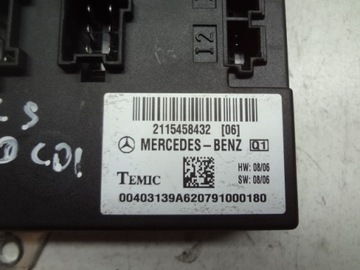 12
S
CDI
2115458432 [06]
MERCEDES-BENZ Q1
HW: 08/06
TEMIC SW: 08/06
00403139A620791000180